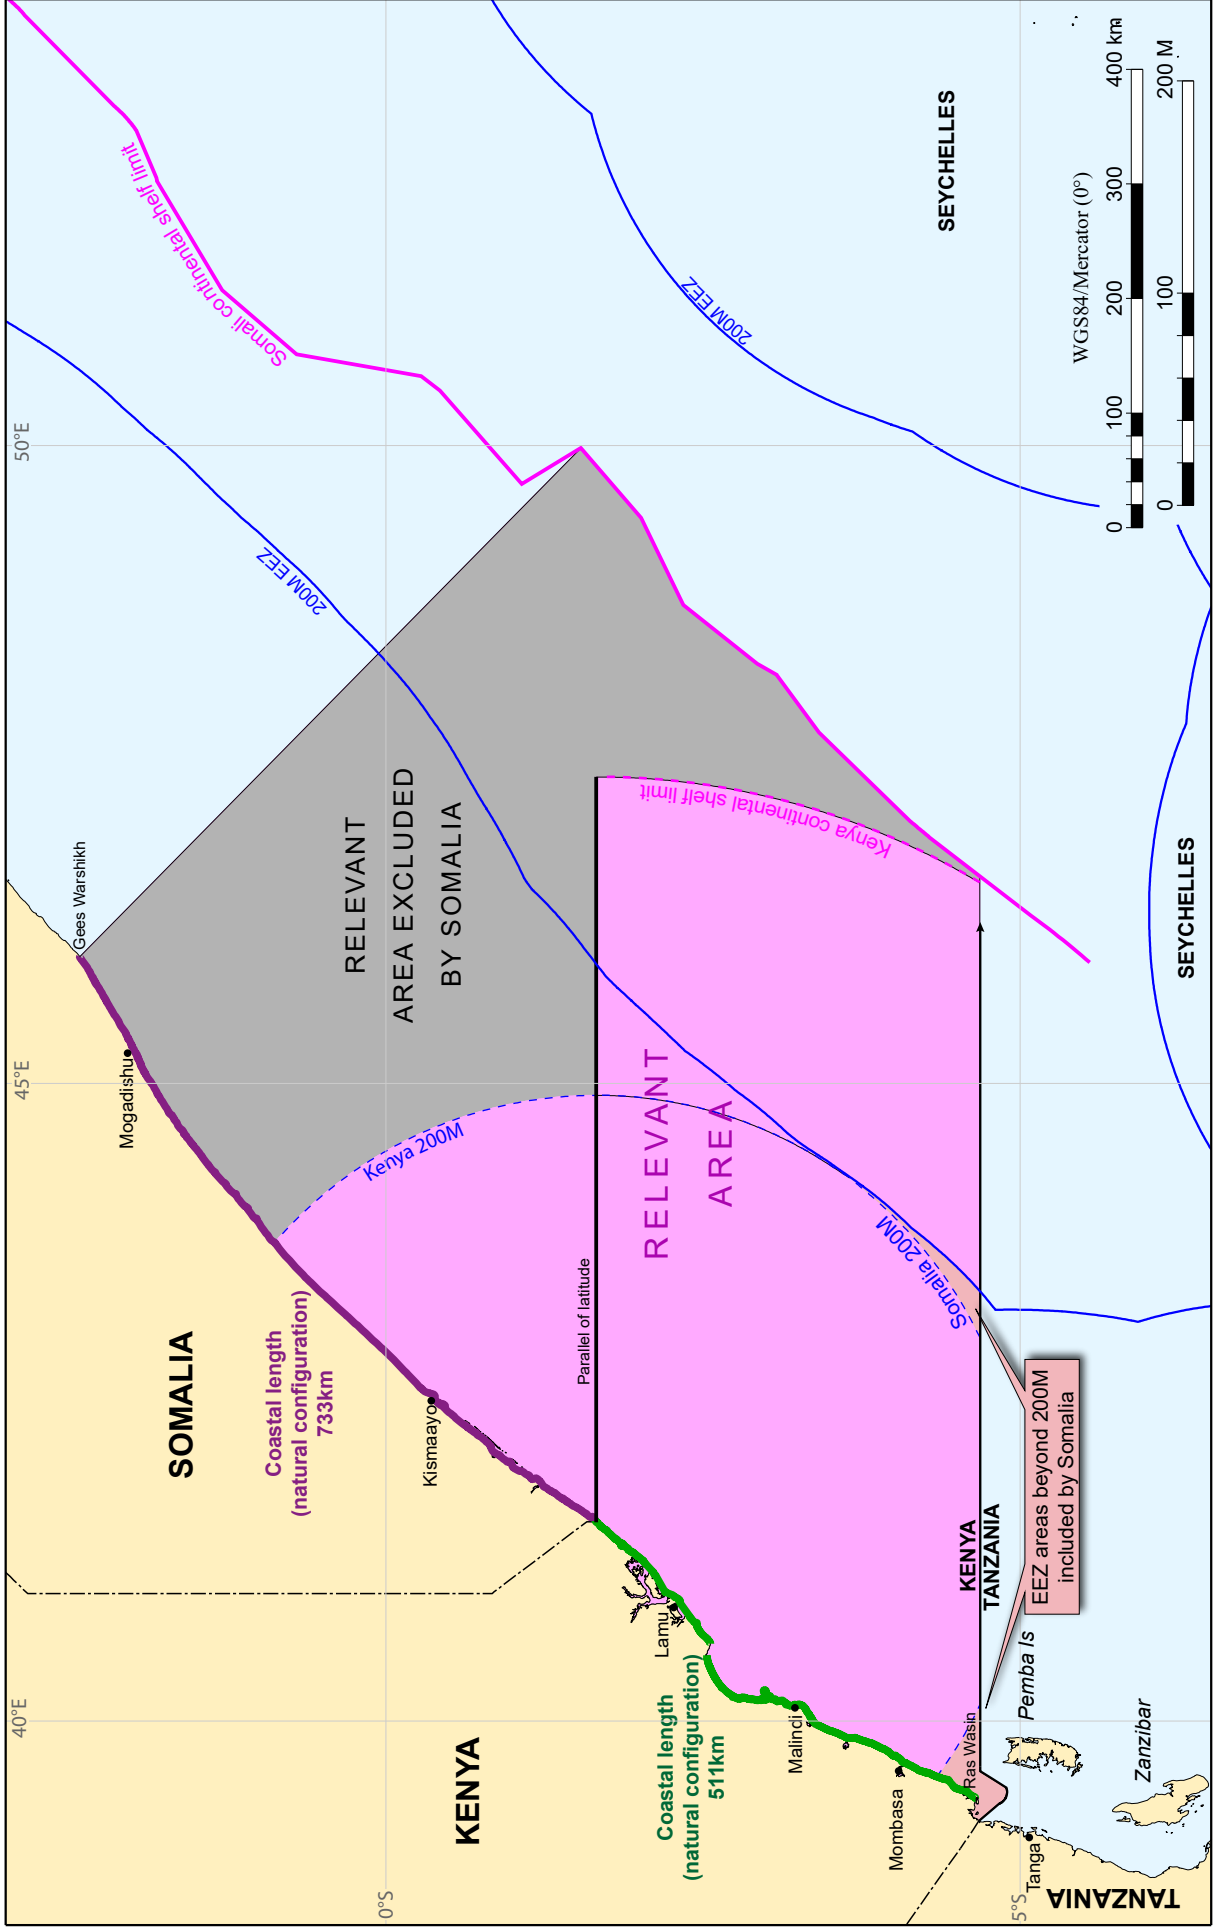 50°E
45°E
40°E
0°S
5°S
SOMALIA
KENYA
TANZANIA
SEYCHELLES
SEYCHELLES
Gees Warshikh
Mogadishu
Kismaayo
Lamu
Malindi
Mombasa
Ras Wasin
Tanga
Pemba Is
Zanzibar
Coastal length
(natural configuration)
733km
Coastal length
(natural configuration)
511km
RELEVANT
AREA EXCLUDED
BY SOMALIA
RELEVANT
AREA
Parallel of latitude
Kenya 200M
Somalia 200M
200M EEZ
200M EEZ
Somali continental shelf limit
Kenya continental shelf limit
KENYA
TANZANIA
EEZ areas beyond 200M
included by Somalia
WGS84/Mercator (0°)
0 100 200 300 400 km
0 100 200 M